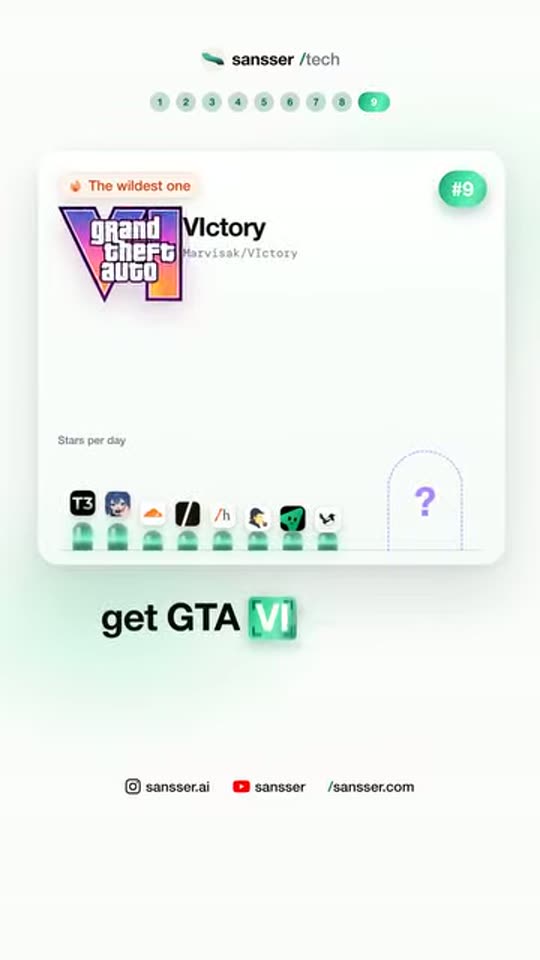 sansser /tech
1 2 3 4 5 6 7 8 9
The wildest one
#9
grand
theft
auto
VI
VIctory
Marvisak/VIctory
Stars per day
T3
/h
?
get GTA VI
sansser.ai sansser /sansser.com